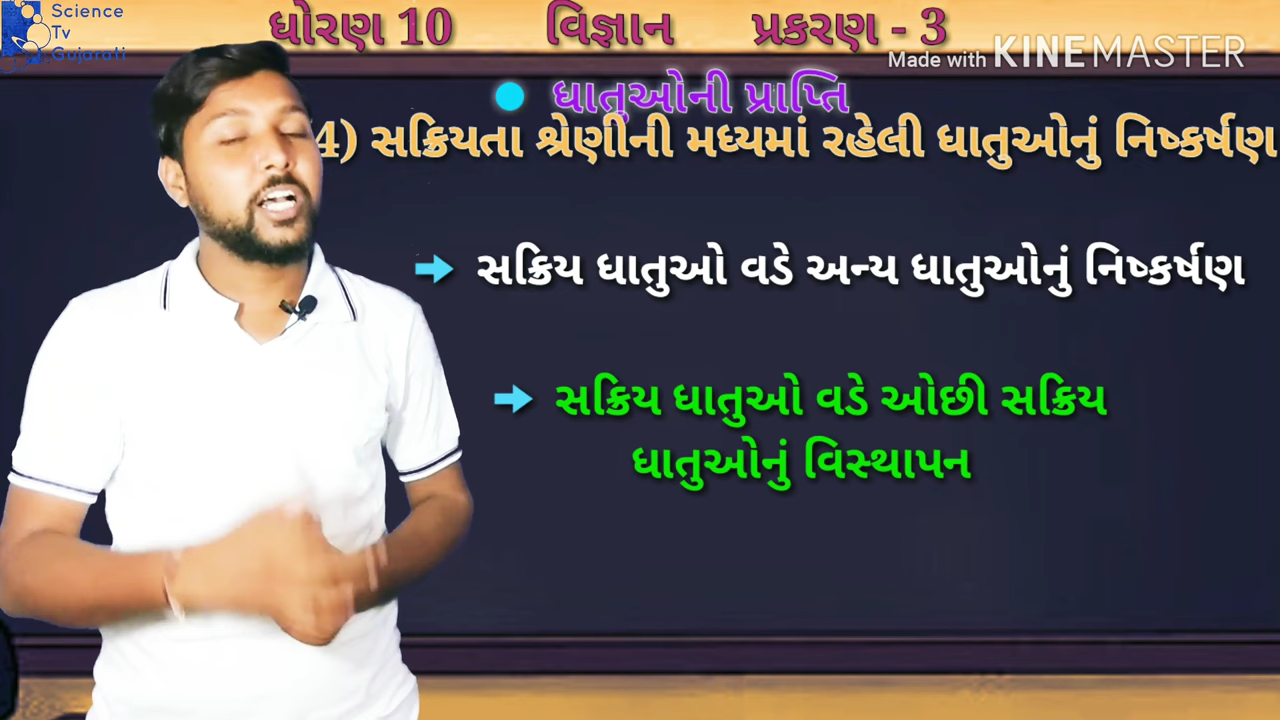 Science
Tv
Gujarati
ધોરણ 10 વિજ્ઞાન પ્રકરણ - 3
Made with KINEMASTER
ધાતુઓની પ્રાપ્તિ
4) સક્રિયતા શ્રેણીની મધ્યમાં રહેલી ધાતુઓનું નિષ્કર્ષણ
સક્રિય ધાતુઓ વડે અન્ય ધાતુઓનું નિષ્કર્ષણ
સક્રિય ધાતુઓ વડે ઓછી સક્રિય
ધાતુઓનું વિસ્થાપન